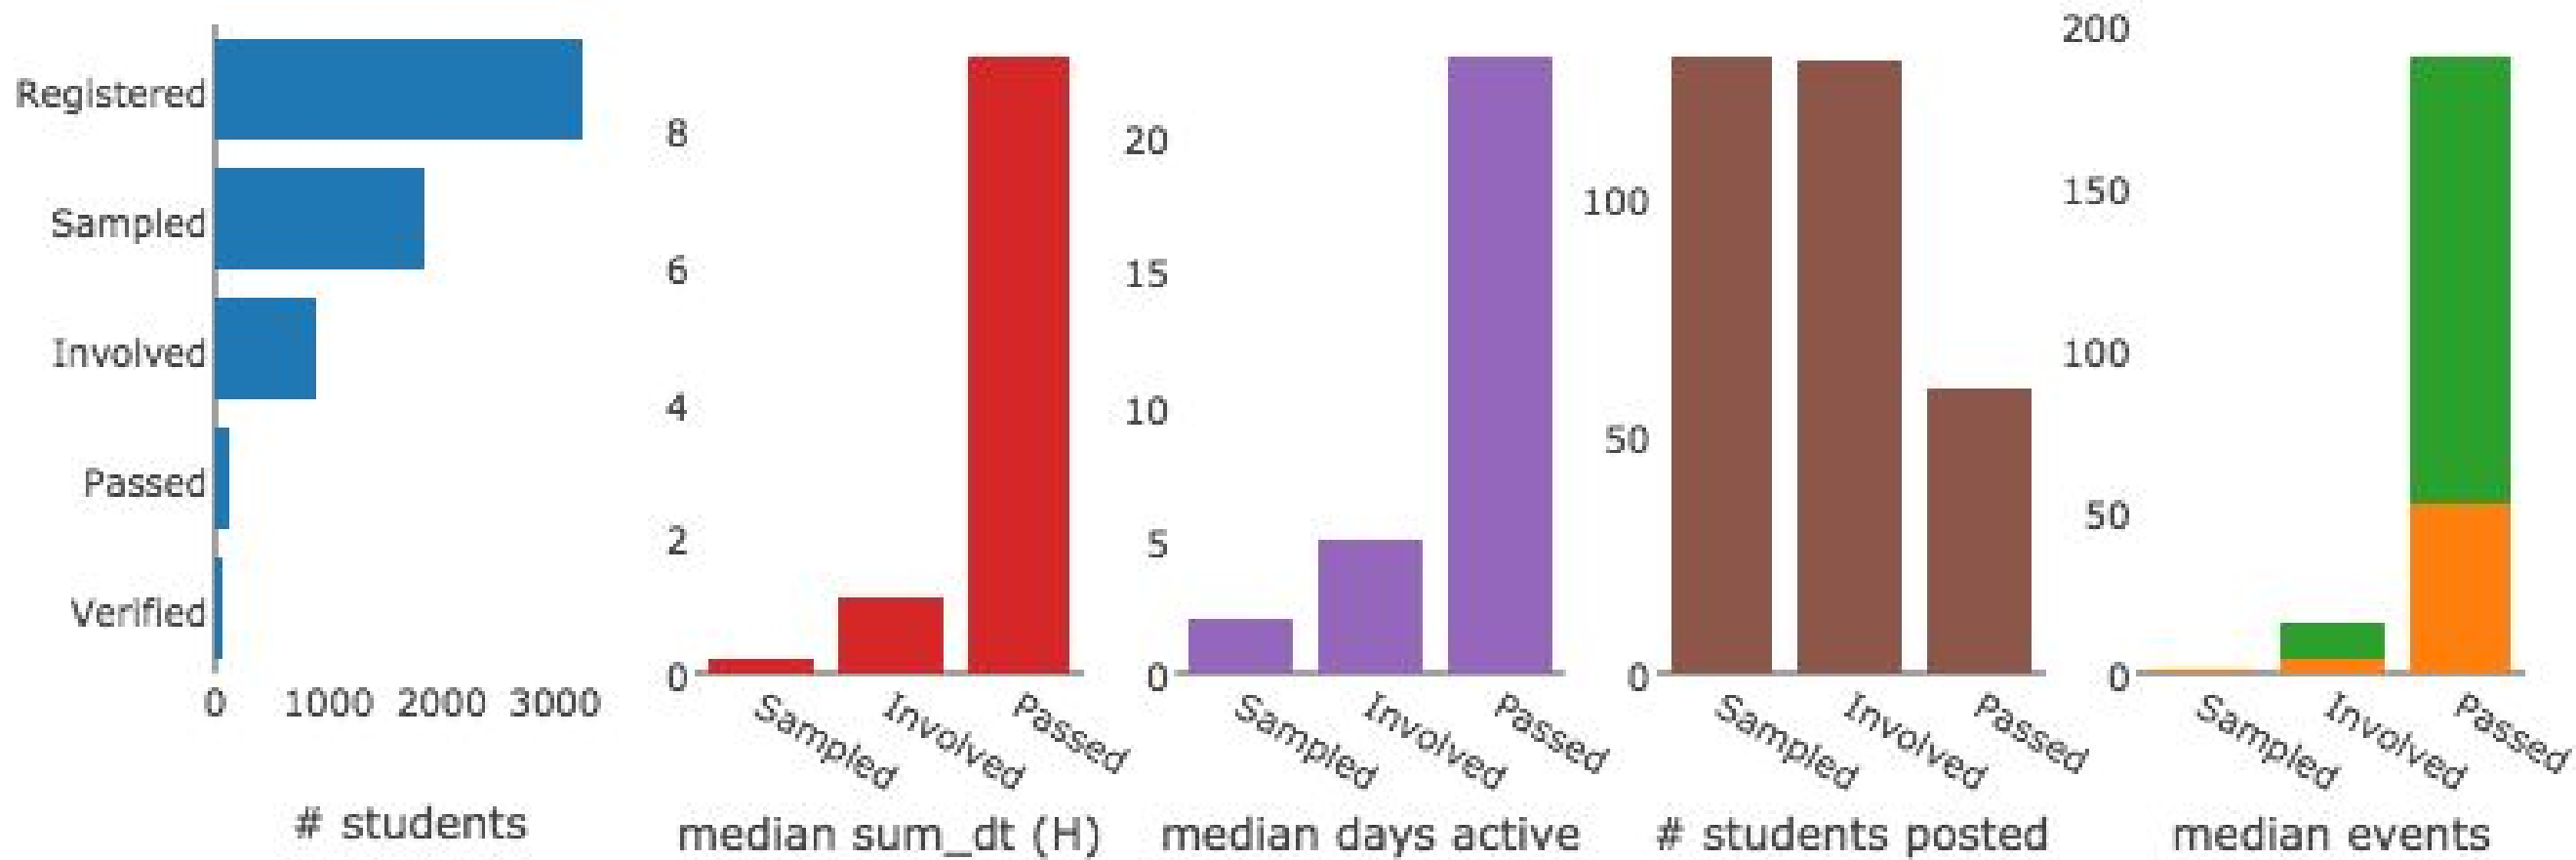 Registered
Sampled
Involved
Passed
Verified
0 1000 2000 3000
# students
8
6
4
2
0
Sampled Involved Passed
median sum_dt (H)
20
15
10
5
0
Sampled Involved Passed
median days active
100
50
0
Sampled Involved Passed
# students posted
200
150
100
50
0
Sampled Involved Passed
median events